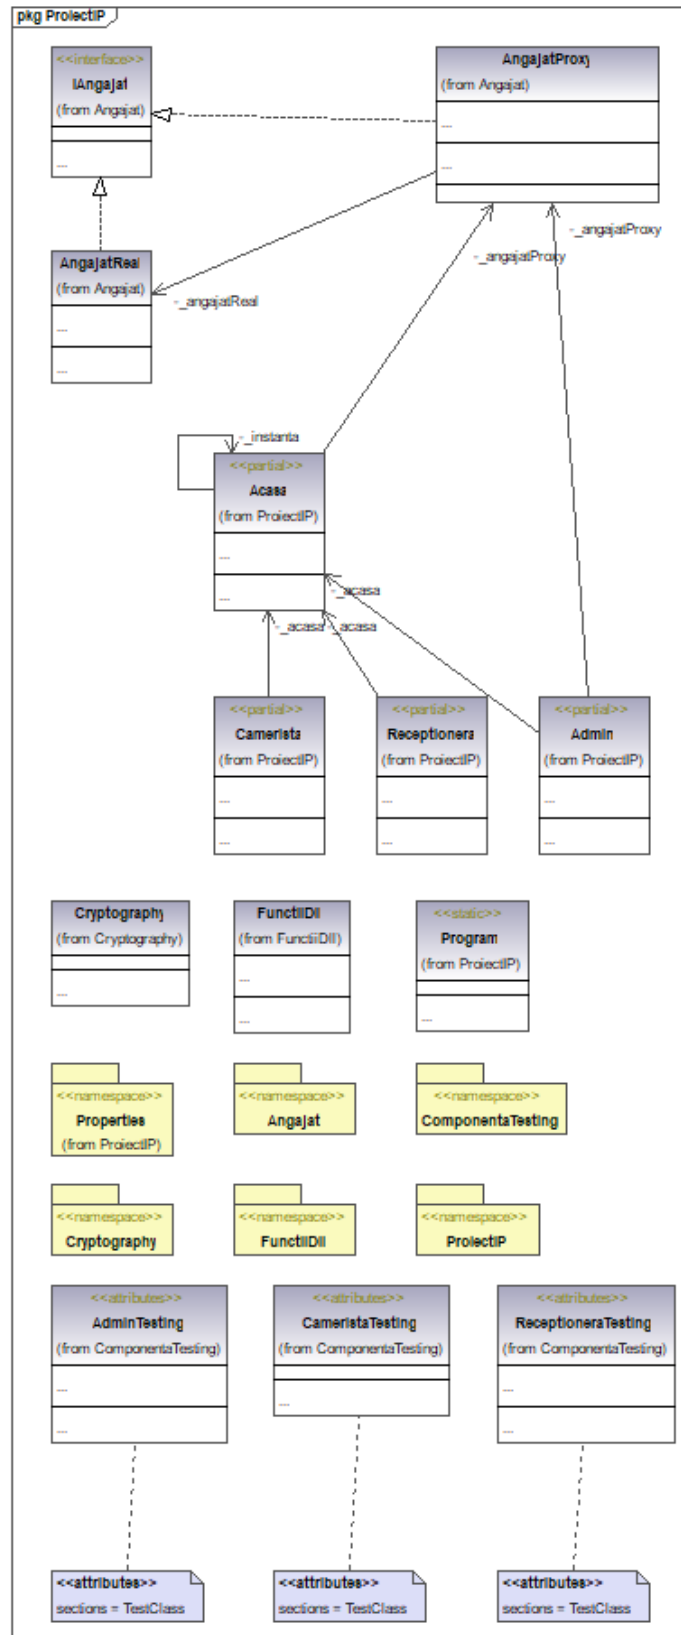 pkg ProiectIP
<<interface>>
IAngajat
(from Angajat)
...
AngajatProxy
(from Angajat)
...
...
-_angajatProxy
-_angajatProxy
AngajatReal
(from Angajat)
...
...
-_angajatReal
-_instanta
<<partial>>
Acasa
(from ProiectIP)
...
...
-_acasa
-_acasa
-_acasa
<<partial>>
Camerista
(from ProiectIP)
...
...
<<partial>>
Receptionera
(from ProiectIP)
...
...
<<partial>>
Admin
(from ProiectIP)
...
...
Cryptography
(from Cryptography)
...
FunctiiDll
(from FunctiiDll)
...
...
<<static>>
Program
(from ProiectIP)
...
<<namespace>>
Properties
(from ProiectIP)
<<namespace>>
Angajat
<<namespace>>
ComponentaTesting
<<namespace>>
Cryptography
<<namespace>>
FunctiiDll
<<namespace>>
ProiectIP
<<attributes>>
AdminTesting
(from ComponentaTesting)
...
...
<<attributes>>
CameristaTesting
(from ComponentaTesting)
...
<<attributes>>
ReceptioneraTesting
(from ComponentaTesting)
...
...
<<attributes>>
sections = TestClass
<<attributes>>
sections = TestClass
<<attributes>>
sections = TestClass